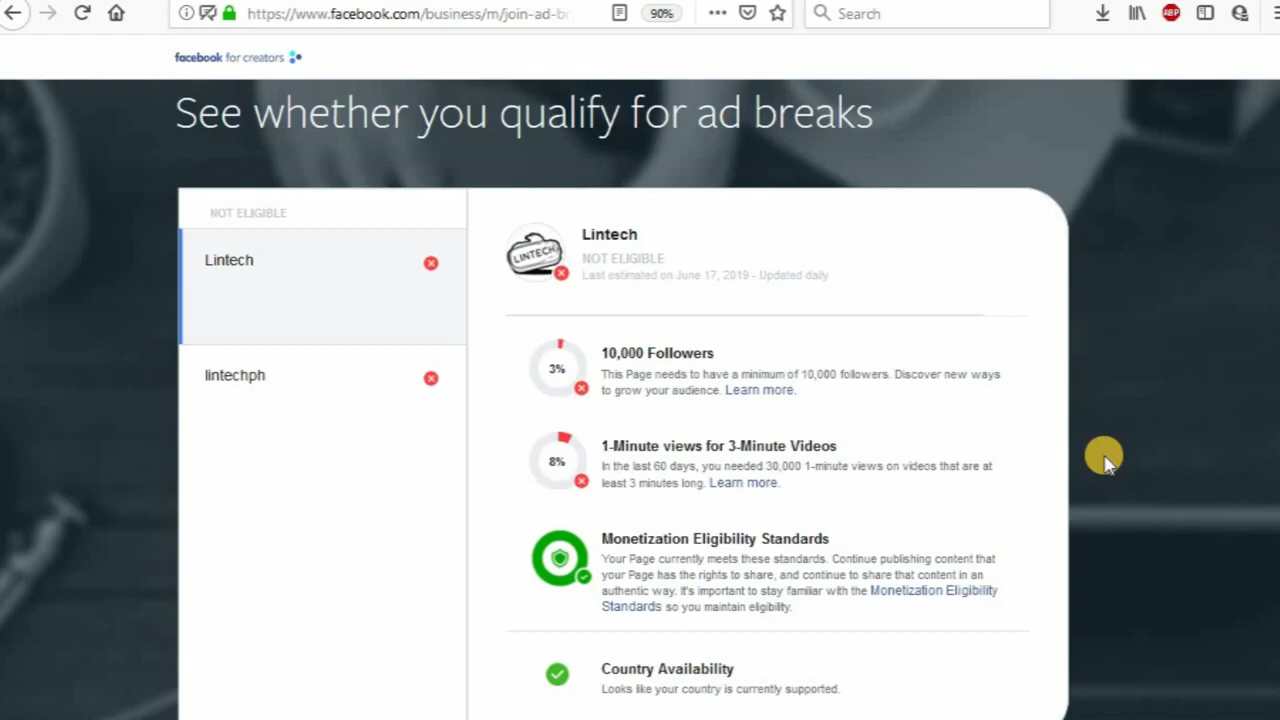 https://www.facebook.com/business/m/join-ad-b
90%
Search
ABP
facebook for creators
See whether you qualify for ad breaks
NOT ELIGIBLE
Lintech
lintechph
LINTECH
Lintech
NOT ELIGIBLE
Last estimated on June 17, 2019 - Updated daily
3%
10,000 Followers
This Page needs to have a minimum of 10,000 followers. Discover new ways
to grow your audience. Learn more.
8%
1-Minute views for 3-Minute Videos
In the last 60 days, you needed 30,000 1-minute views on videos that are at
least 3 minutes long. Learn more.
Monetization Eligibility Standards
Your Page currently meets these standards. Continue publishing content that
your Page has the rights to share, and continue to share that content in an
authentic way. It's important to stay familiar with the Monetization Eligibility
Standards so you maintain eligibility.
Country Availability
Looks like your country is currently supported.